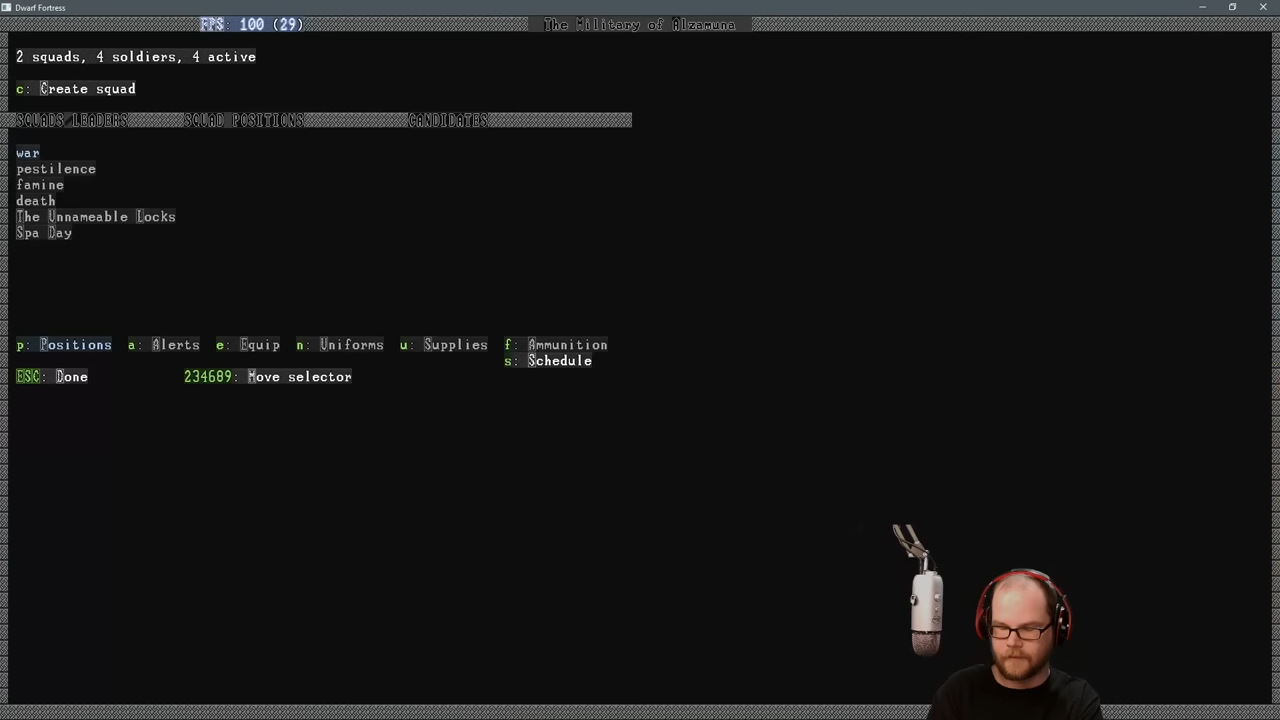 Dwarf Fortress
FPS: 100 (29)
The Military of Alzamuna
2 squads, 4 soldiers, 4 active
c: Create squad
SQUADS/LEADERS SQUAD POSITIONS CANDIDATES
war
pestilence
famine
death
The Unnameable Locks
Spa Day
p: Positions a: Alerts e: Equip n: Uniforms u: Supplies f: Ammunition
s: Schedule
ESC: Done 234689: Move selector